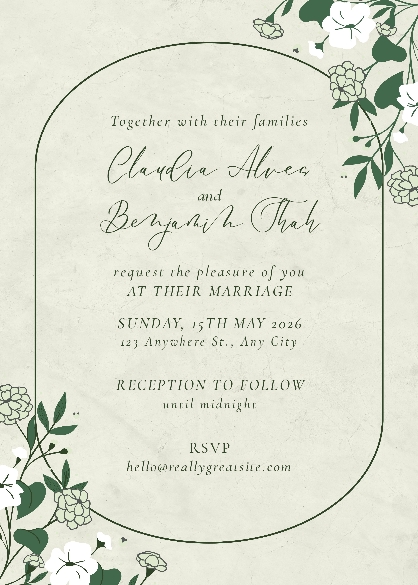 Together with their families
Claudia Alves
and
Benjamin Shah
request the pleasure of you
AT THEIR MARRIAGE
SUNDAY, 15TH MAY 2026
123 Anywhere St., Any City
RECEPTION TO FOLLOW
until midnight
RSVP
hello@reallygreatsite.com